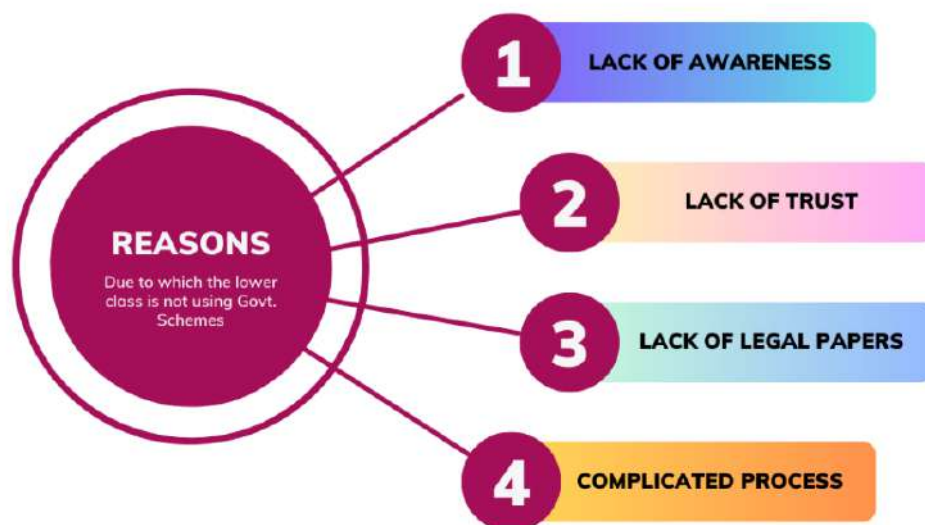 REASONS
Due to which the lower
class is not using Govt.
Schemes
1
LACK OF AWARENESS
2
LACK OF TRUST
3
LACK OF LEGAL PAPERS
4
COMPLICATED PROCESS